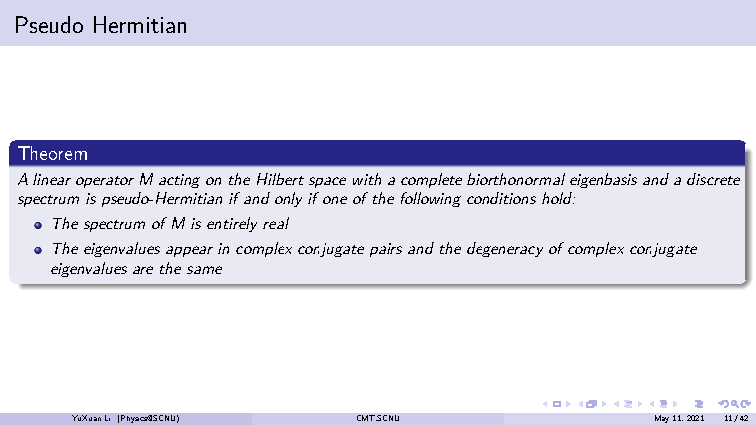 Pseudo Hermitian
Theorem
A linear operator M acting on the Hilbert space with a complete biorthonormal eigenbasis and a discrete
spectrum is pseudo-Hermitian if and only if one of the following conditions hold:
The spectrum of M is entirely real
The eigenvalues appear in complex conjugate pairs and the degeneracy of complex conjugate
eigenvalues are the same
YuXuan Li (Physcs@SCNU) CMT.SCNU May 11, 2021 11 / 42